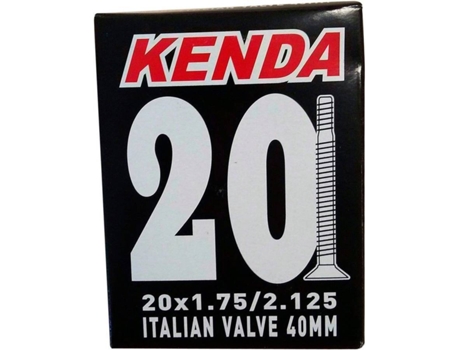 KENDA
20
20x1.75/2.125
ITALIAN VALVE 40MM